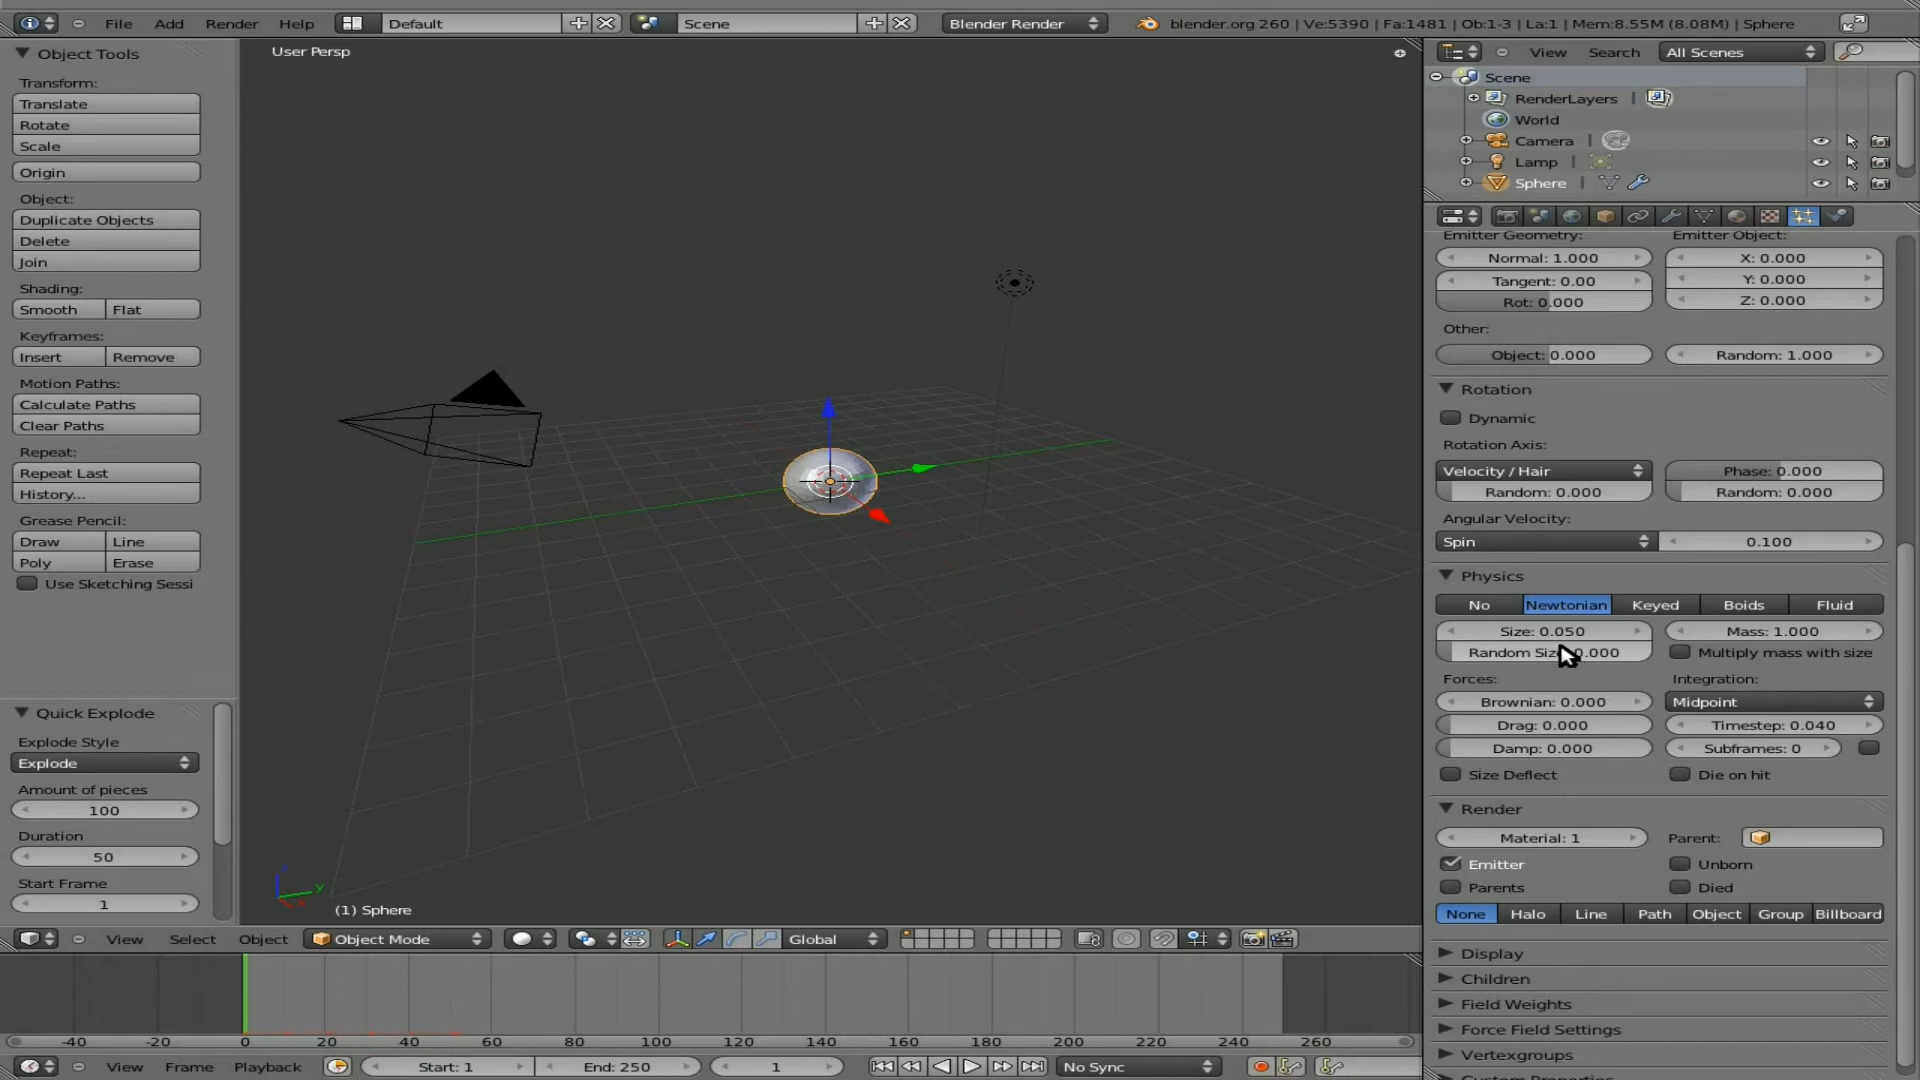 File Add Render Help Default Scene Blender Render blender.org 260 | Ve:5390 | Fa:1481 | Ob:1-3 | La:1 | Mem:8.55M (8.08M) | Sphere
Object Tools
Transform:
Translate
Rotate
Scale
Origin
Object:
Duplicate Objects
Delete
Join
Shading:
Smooth Flat
Keyframes:
Insert Remove
Motion Paths:
Calculate Paths
Clear Paths
Repeat:
Repeat Last
History...
Grease Pencil:
Draw Line
Poly Erase
Use Sketching Sessi
Quick Explode
Explode Style
Explode
Amount of pieces
100
Duration
50
Start Frame
1
User Persp
y
(1) Sphere
View Select Object Object Mode Global
-40 -20 0 20 40 60 80 100 120 140 160 180 200 220 240 260
View Frame Playback Start: 1 End: 250 1 No Sync
View Search All Scenes
Scene
RenderLayers |
World
Camera |
Lamp |
Sphere |
Emitter Geometry: Emitter Object:
Normal: 1.000 X: 0.000
Tangent: 0.00 Y: 0.000
Rot: 0.000 Z: 0.000
Other:
Object: 0.000 Random: 1.000
Rotation
Dynamic
Rotation Axis:
Velocity / Hair Phase: 0.000
Random: 0.000 Random: 0.000
Angular Velocity:
Spin 0.100
Physics
No Newtonian Keyed Boids Fluid
Size: 0.050 Mass: 1.000
Random Siz 0.000 Multiply mass with size
Forces: Integration:
Brownian: 0.000 Midpoint
Drag: 0.000 Timestep: 0.040
Damp: 0.000 Subframes: 0
Size Deflect Die on hit
Render
Material: 1 Parent:
Emitter Unborn
Parents Died
None Halo Line Path Object Group Billboard
Display
Children
Field Weights
Force Field Settings
Vertexgroups